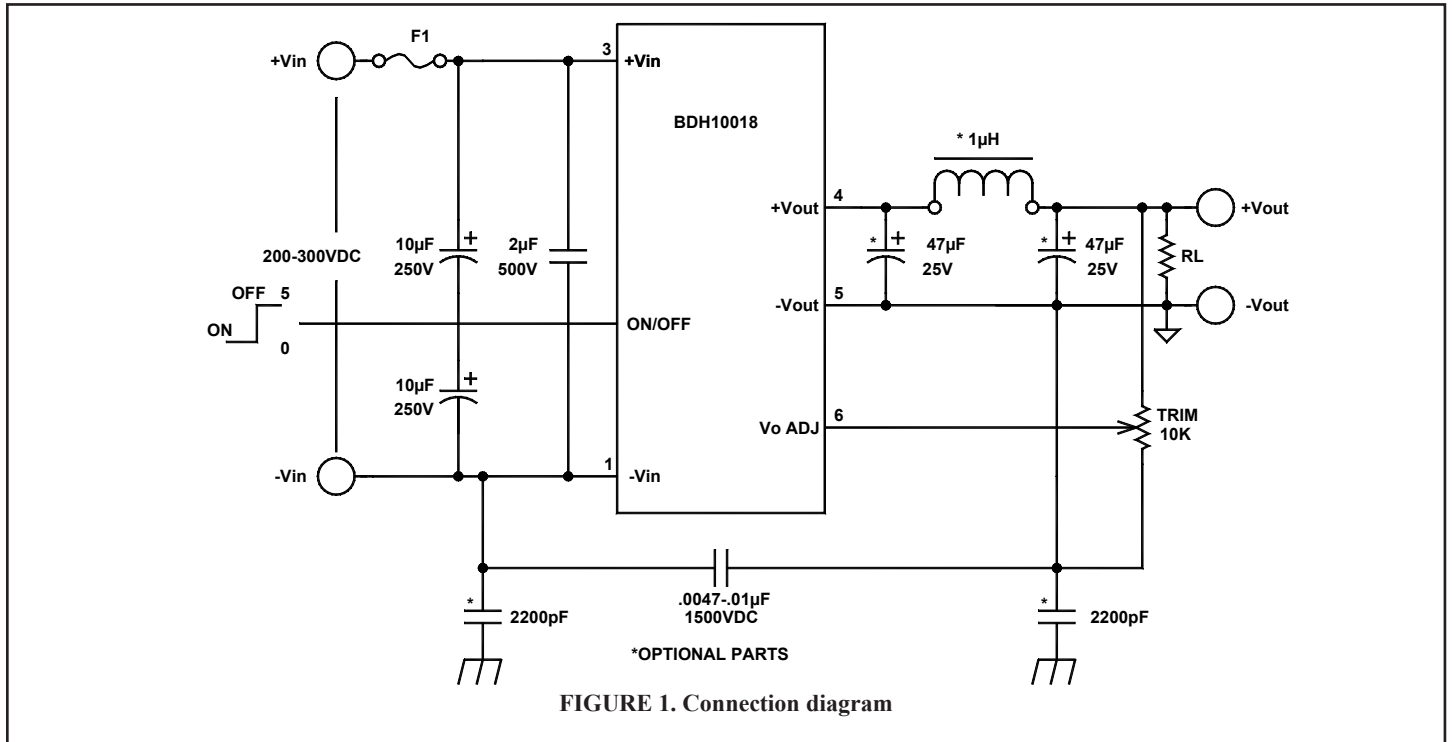 F1
+Vin
3
+Vin
BDH10018
* 1µH
4
+Vout
+Vout
10µF
250V
2µF
500V
200-300VDC
*
47µF
25V
*
47µF
25V
RL
OFF 5
ON
0
ON/OFF
5
-Vout
-Vout
10µF
250V
6
Vo ADJ
TRIM
10K
-Vin
1
-Vin
.0047-.01µF
1500VDC
*
2200pF
*
2200pF
*OPTIONAL PARTS
FIGURE 1. Connection diagram